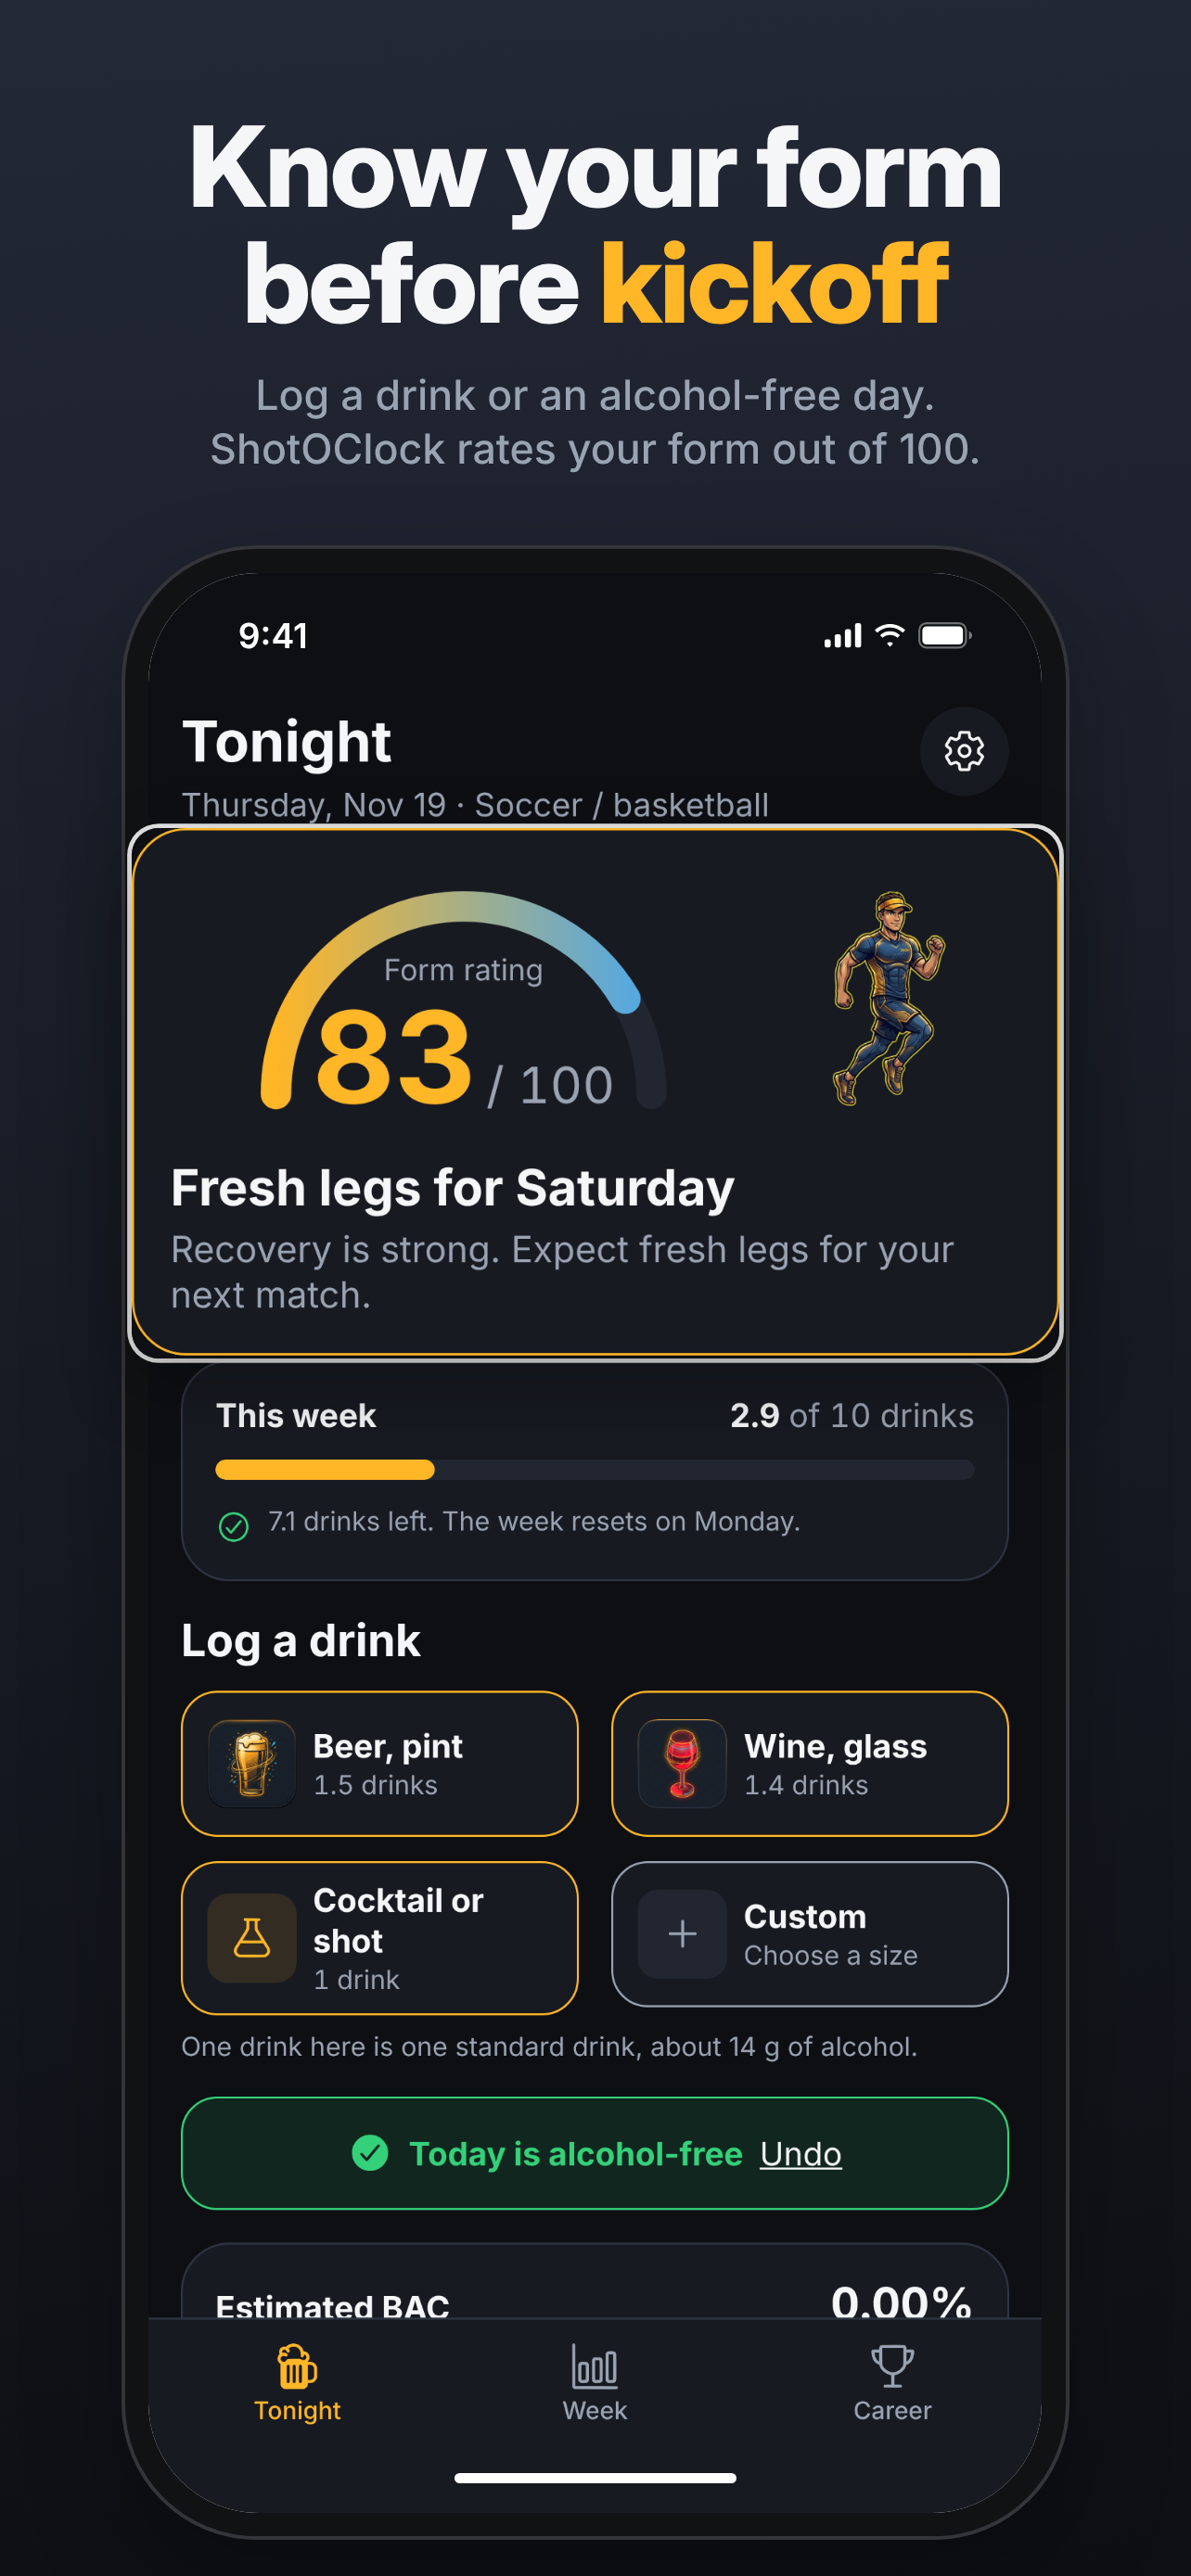 Know your form
before kickoff
Log a drink or an alcohol-free day.
ShotOClock rates your form out of 100.
9:41
Tonight
Thursday, Nov 19 · Soccer / basketball
Form rating
83 / 100
Fresh legs for Saturday
Recovery is strong. Expect fresh legs for your
next match.
This week
2.9 of 10 drinks
7.1 drinks left. The week resets on Monday.
Log a drink
Beer, pint
1.5 drinks
Wine, glass
1.4 drinks
Cocktail or
shot
1 drink
Custom
Choose a size
One drink here is one standard drink, about 14 g of alcohol.
Today is alcohol-free Undo
Estimated BAC
0.00%
Tonight
Week
Career